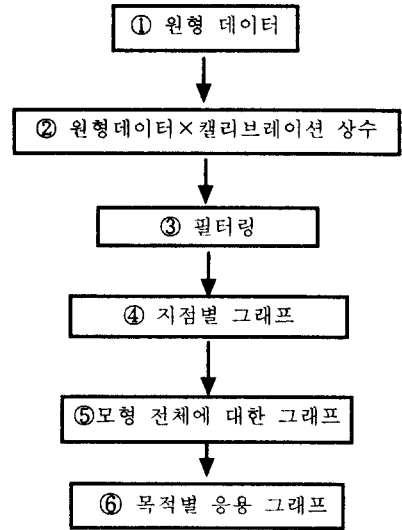 ① 원형 데이터
② 원형데이터×캘리브레이션 상수
③ 필터링
④ 지점별 그래프
⑤모형 전체에 대한 그래프
⑥ 목적별 응용 그래프